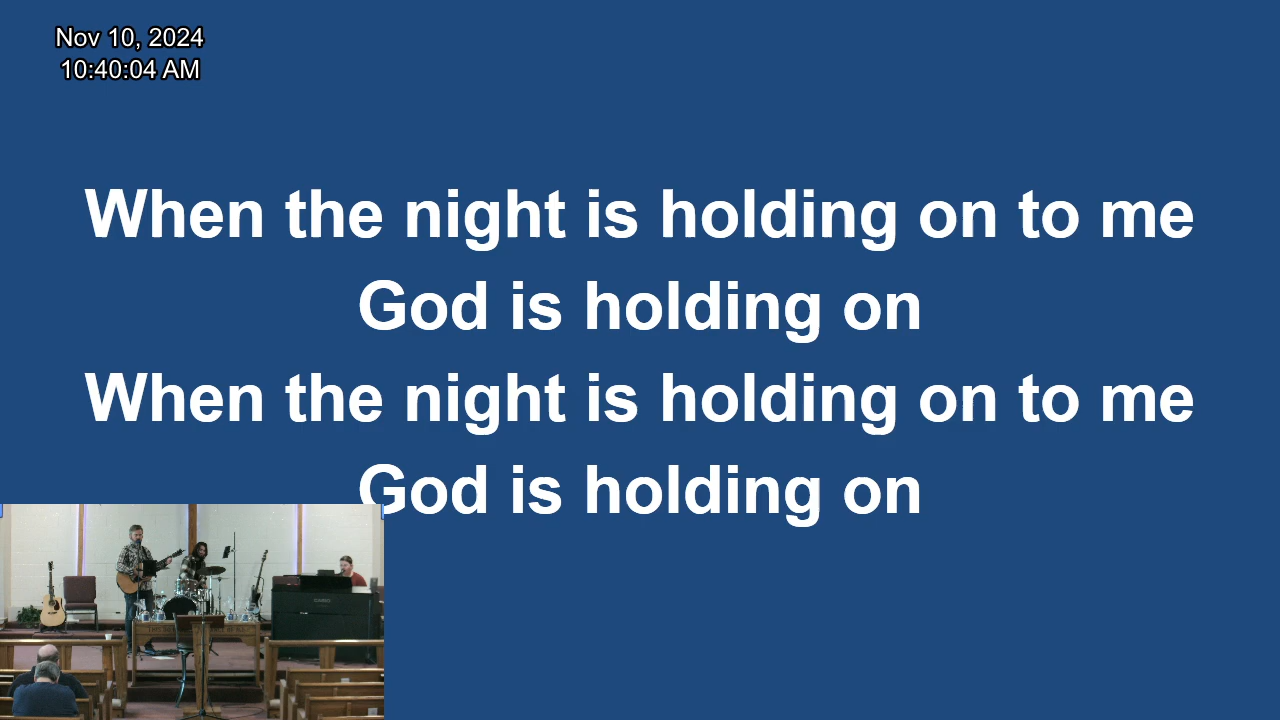 Nov 10, 2024
10:40:04 AM
When the night is holding on to me
God is holding on
When the night is holding on to me
God is holding on